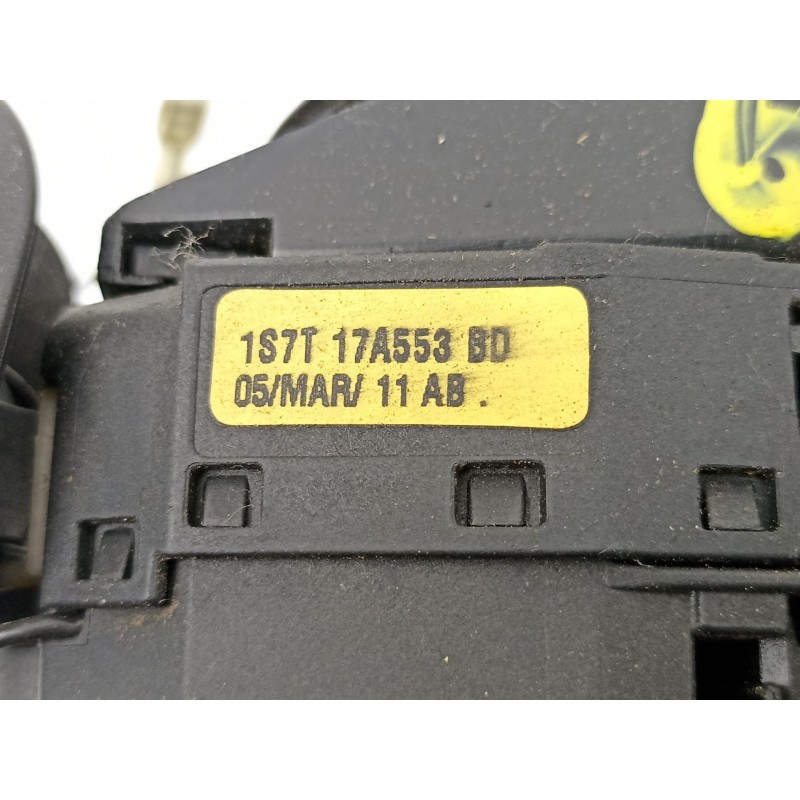 1S7T 17A553 BD
05/MAR/ 11 AB .